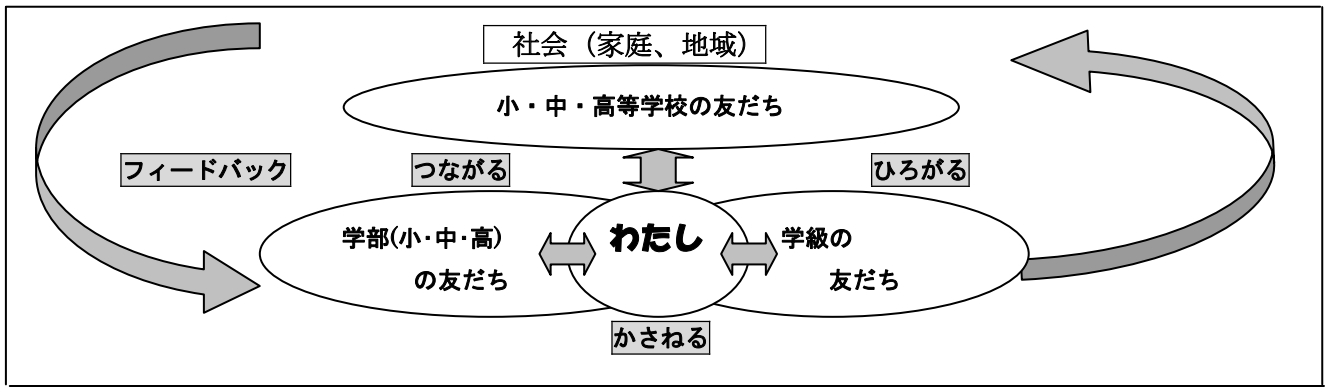 社会（家庭、地域）
小・中・高等学校の友だち
フィードバック
つながる
ひろがる
学部(小･中･高)
の友だち
わたし
学級の
友だち
かさねる